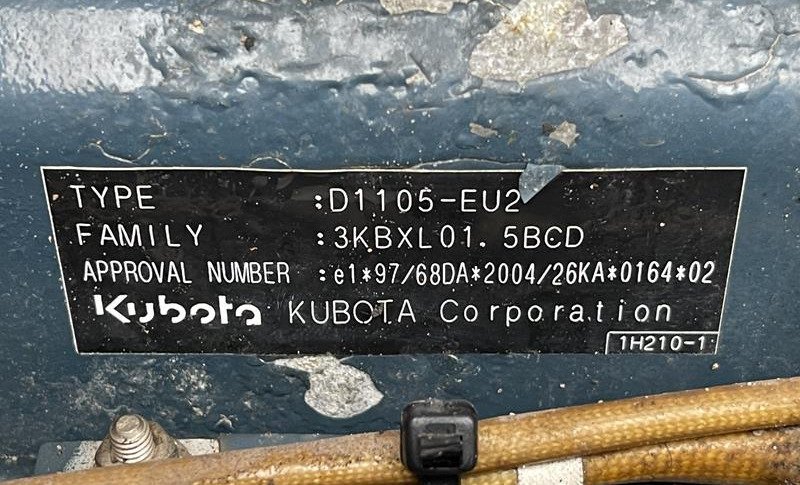 TYPE :D1105-EU2
FAMILY :3KBXL01.5BCD
APPROVAL NUMBER :e1*97/68DA*2004/26KA*0164*02
Kubota KUBOTA Corporation
1H210-1